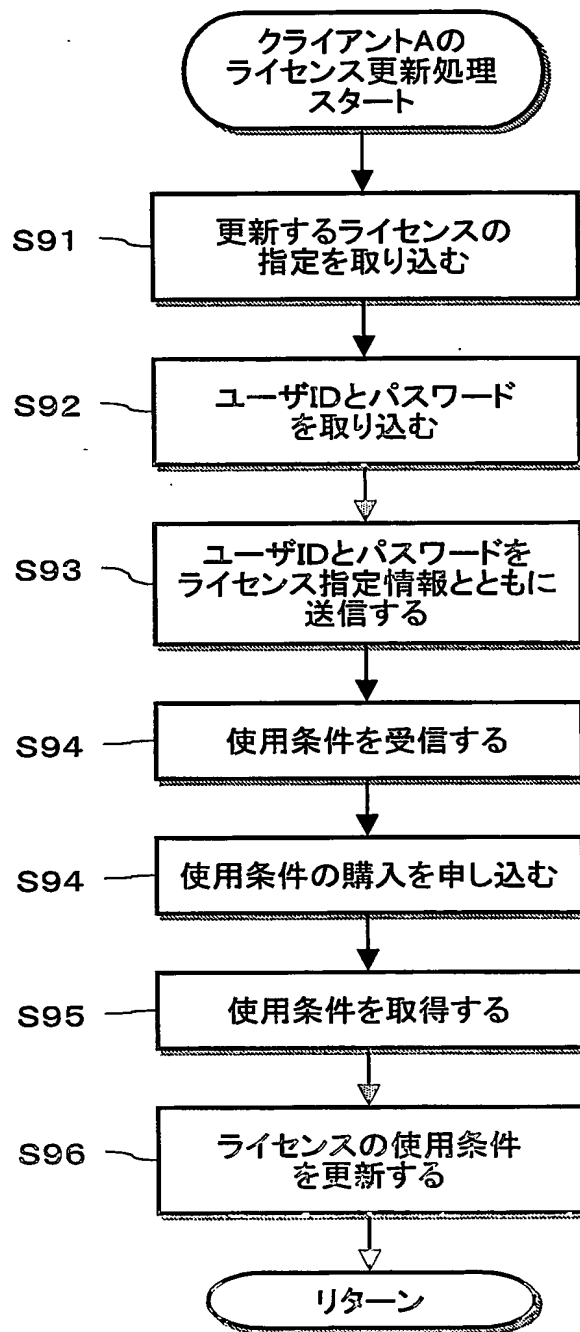 クライアントAの
ライセンス更新処理
スタート
S91
更新するライセンスの
指定を取り込む
S92
ユーザIDとパスワード
を取り込む
S93
ユーザIDとパスワードを
ライセンス指定情報とともに
送信する
S94
使用条件を受信する
S94
使用条件の購入を申し込む
S95
使用条件を取得する
S96
ライセンスの使用条件
を更新する
リターン